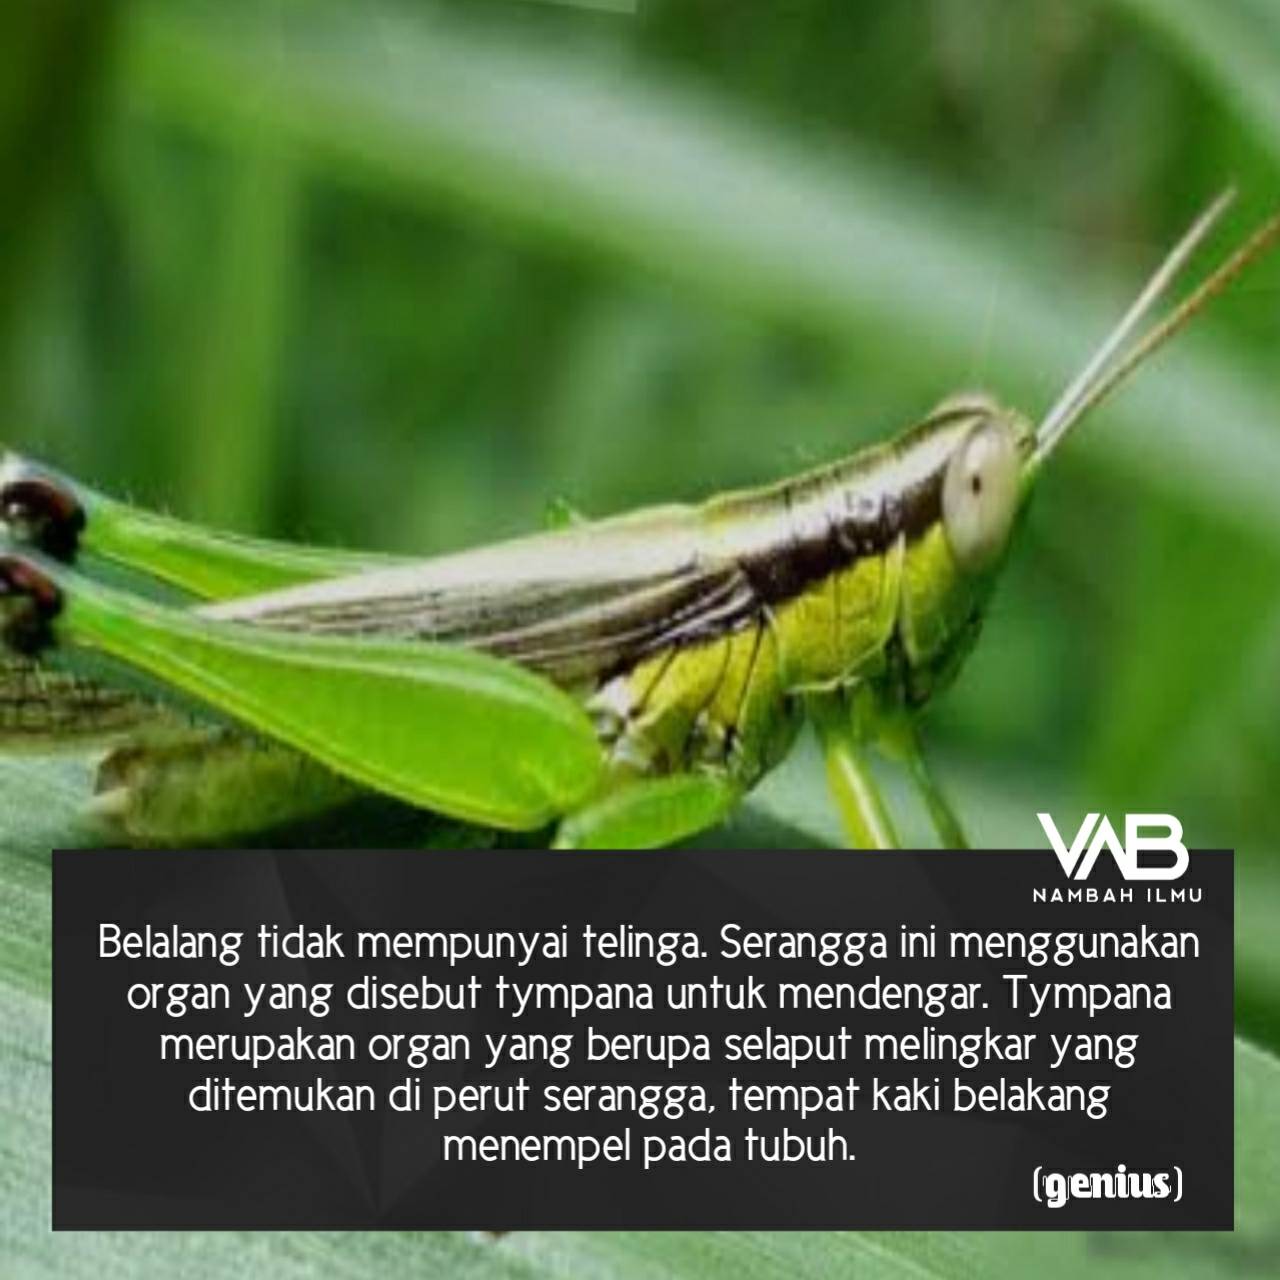 VAB
NAMBAH ILMU
Belalang tidak mempunyai telinga. Serangga ini menggunakan
organ yang disebut tympana untuk mendengar. Tympana
merupakan organ yang berupa selaput melingkar yang
ditemukan di perut serangga, tempat kaki belakang
menempel pada tubuh.
(genius)